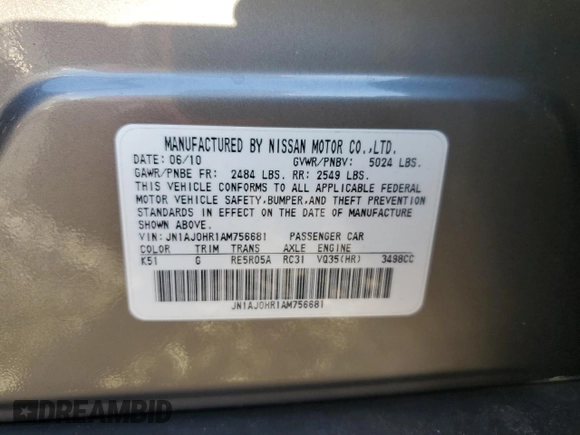 MANUFACTURED BY NISSAN MOTOR CO.,LTD.
DATE: 06/10 GVWR/PNBV: 5024 LBS.
GAWR/PNBE FR: 2484 LBS. RR: 2549 LBS.
THIS VEHICLE CONFORMS TO ALL APPLICABLE FEDERAL
MOTOR VEHICLE SAFETY,BUMPER,AND THEFT PREVENTION
STANDARDS IN EFFECT ON THE DATE OF MANUFACTURE
SHOWN ABOVE.
VIN: JN1AJ0HR1AM756681 PASSENGER CAR
COLOR TRIM TRANS AXLE ENGINE
K51 G RE5R05A RC31 VQ35(HR) 3498CC
JN1AJ0HR1AM756681
DREAMBID